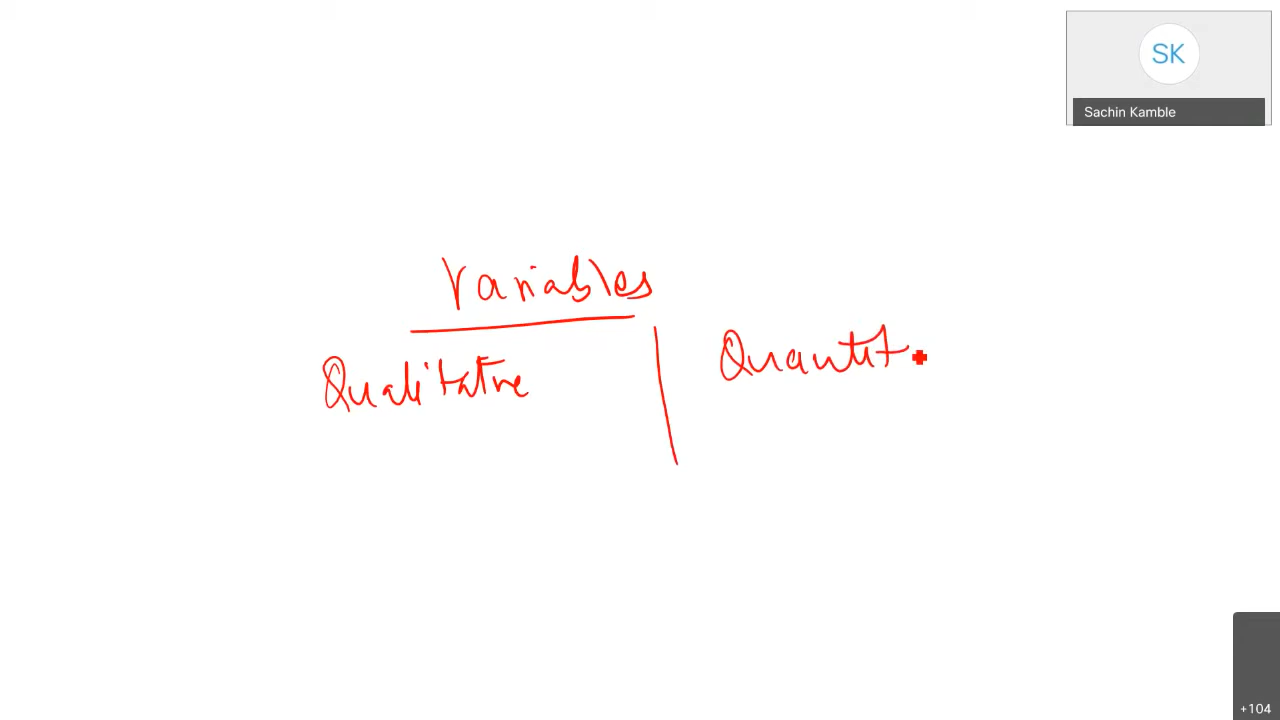 SK
Sachin Kamble
Variables
Qualitative
Quantit
+104